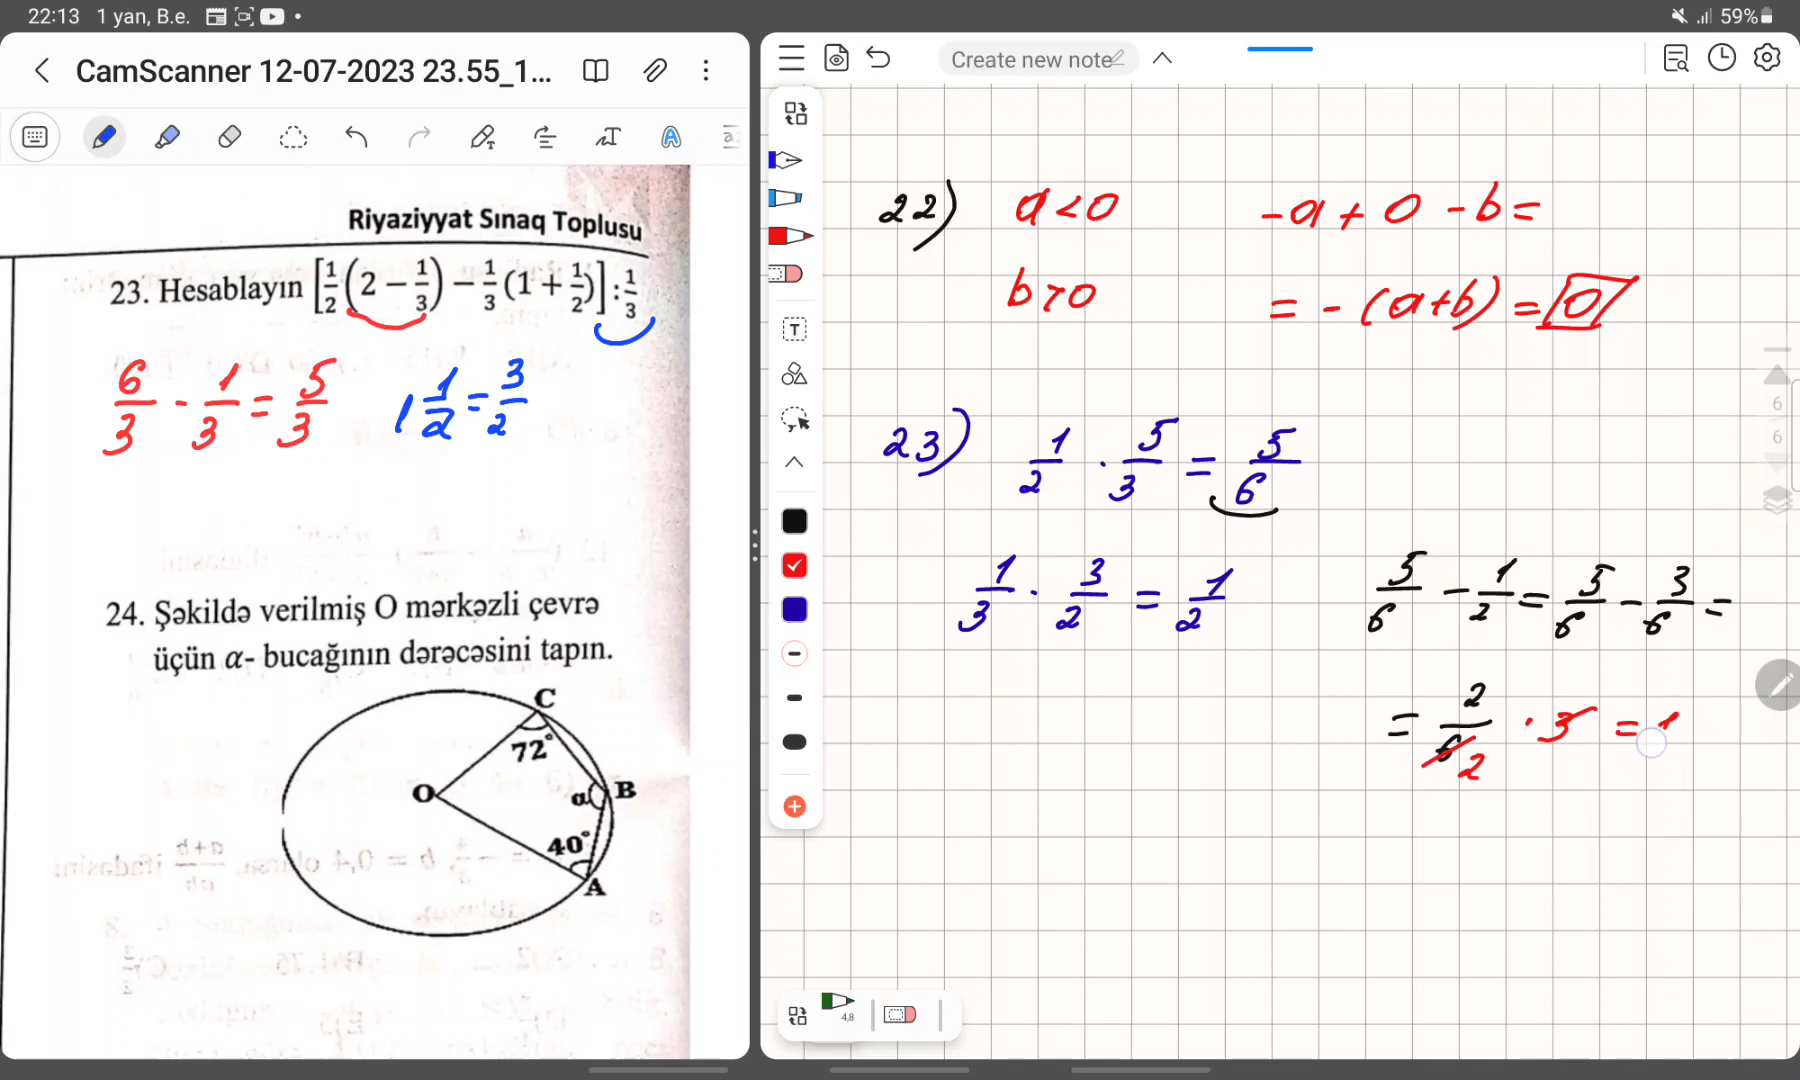 22:13 1 yan, B.e. 59%
CamScanner 12-07-2023 23.55_1...
Riyaziyyat Sınaq Toplusu
23. Hesablayın [1/2(2 − 1/3) − 1/3(1 + 1/2)] : 1/3
6/3 - 1/3 = 5/3 1 1/2 = 3/2
24. Şəkildə verilmiş O mərkəzli çevrə
üçün α- bucağının dərəcəsini tapın.
C
72°
O
α
B
40°
A
Create new note
22) a<0 -a+0-b=
b>0 = -(a+b) = 0
23) 1/2 · 5/3 = 5/6
1/3 · 3/2 = 1/2 5/6 - 1/2 = 5/6 - 3/6 =
= 2/6 · 3 = 1
2
T
6
6
4,8